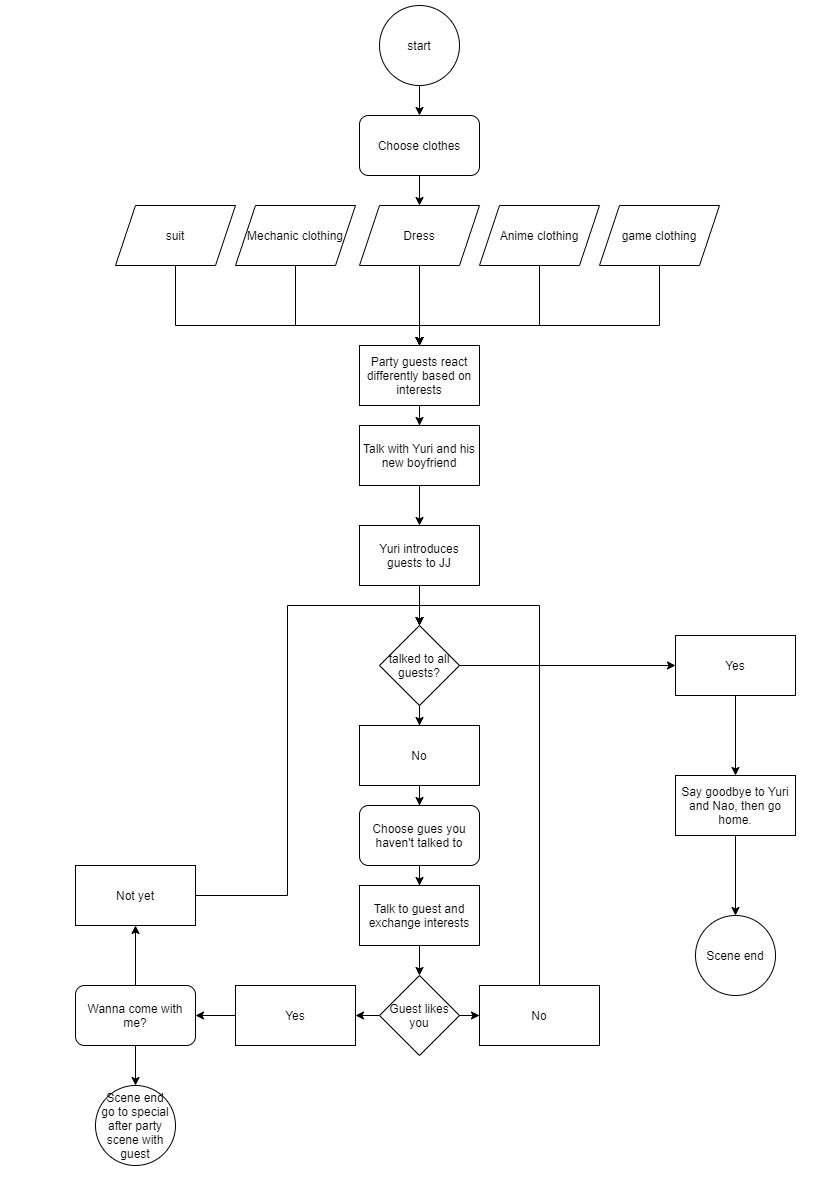 start
Choose clothes
suit
Mechanic clothing
Dress
Anime clothing
game clothing
Party guests react
differently based on
interests
Talk with Yuri and his
new boyfriend
Yuri introduces
guests to JJ
talked to all
guests?
Yes
No
Say goodbye to Yuri
and Nao, then go
home.
Choose gues you
haven't talked to
Not yet
Talk to guest and
exchange interests
Scene end
Wanna come with
me?
Yes
Guest likes
you
No
Scene end
go to special
after party
scene with
guest